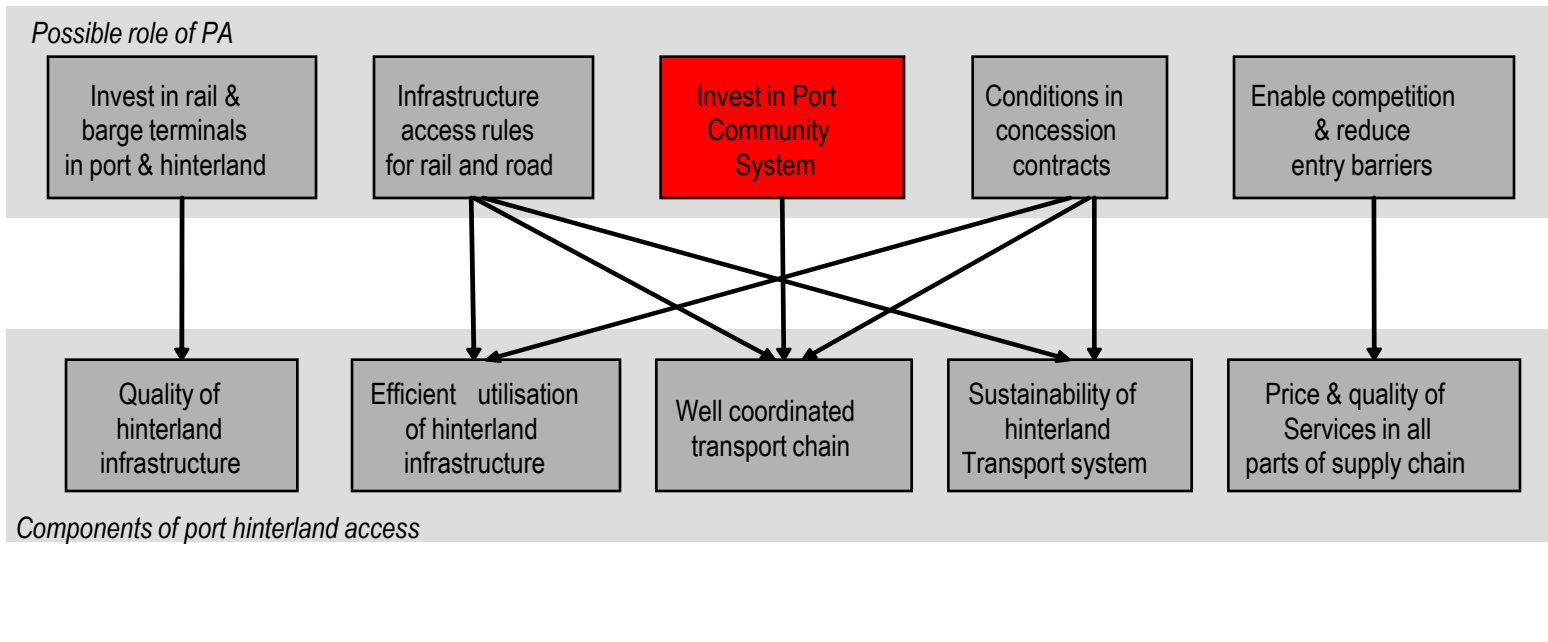 Possible role of PA
Invest in rail &
barge terminals
in port & hinterland
Infrastructure
access rules
for rail and road
Invest in Port
Community
System
Conditions in
concession
contracts
Enable competition
& reduce
entry barriers
Quality of
hinterland
infrastructure
Efficient utilisation
of hinterland
infrastructure
Well coordinated
transport chain
Sustainability of
hinterland
Transport system
Price & quality of
Services in all
parts of supply chain
Components of port hinterland access